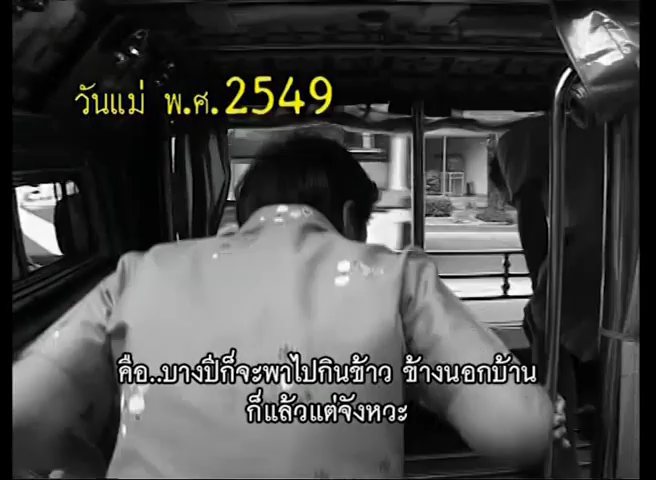 วันแม่ พ.ศ.2549
คือ..บางปีก็จะพาไปกินข้าว ข้างนอกบ้าน
ก็แล้วแต่จังหวะ